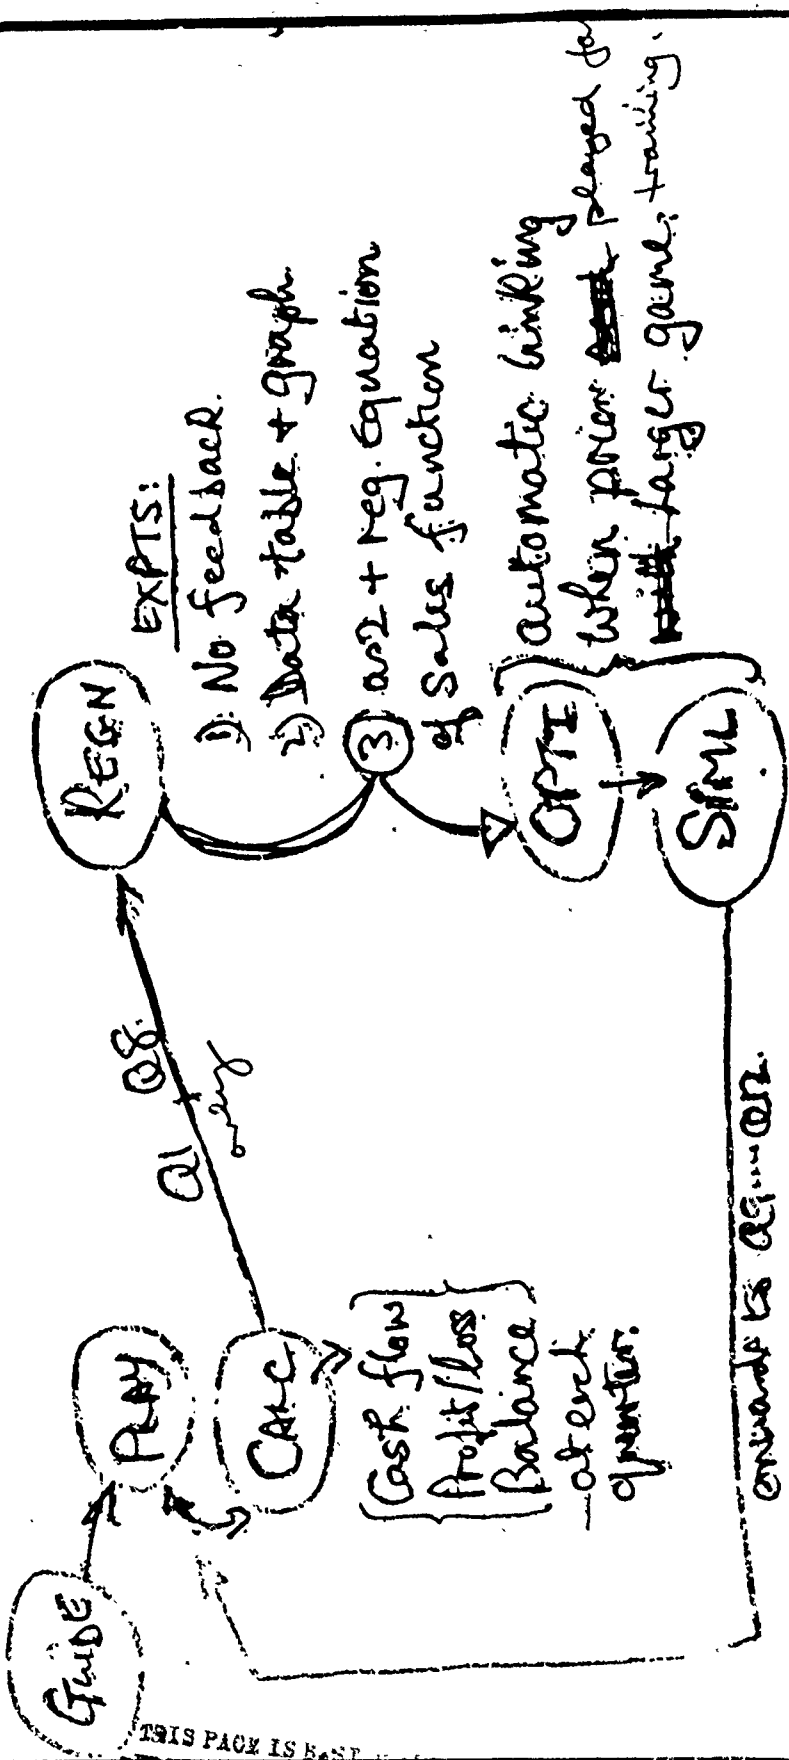 GUIDE
PLAY
CALC
Cash flow
Profit/loss
Balance
—at each
quarter.
Q1 Q8.
only
REGN
EXPTS:
1) No feedback.
2) Data table + graph.
3 as 2 + reg. Equation
of Sales function
OPTI
SIML
automatic linking
when prior played for
larger game, training.
onwards to Q9....Q12.
THIS PAGE IS BEST